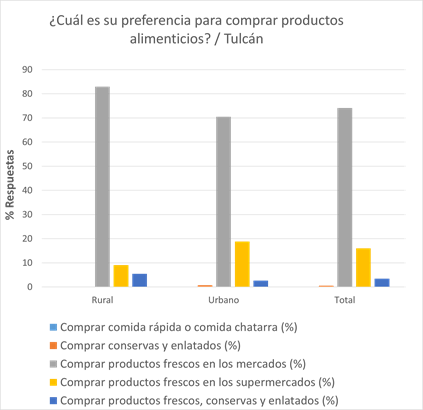 ¿Cuál es su preferencia para comprar productos
alimenticios? / Tulcán
90
80
70
60
50
40
30
20
10
0
% Respuestas
Rural
Urbano
Total
Comprar comida rápida o comida chatarra (%)
Comprar conservas y enlatados (%)
Comprar productos frescos en los mercados (%)
Comprar productos frescos en los supermercados (%)
Comprar productos frescos, conservas y enlatados (%)